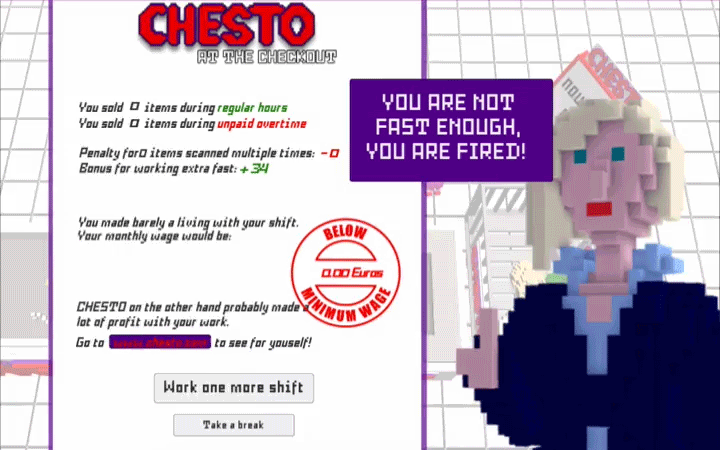 CHESTO
AT THE CHECKOUT
You sold 0 items during regular hours
You sold 0 items during unpaid overtime
Penalty for0 items scanned multiple times: -0
Bonus for working extra fast: +34
You made barely a living with your shift.
Your monthly wage would be:
BELOW
0.00 Euros
MINIMUM WAGE
CHESTO on the other hand probably made a
lot of profit with your work.
Go to www.chesto.com to see for youself!
Work one more shift
Take a break
YOU ARE NOT
FAST ENOUGH,
YOU ARE FIRED!
CHESTO